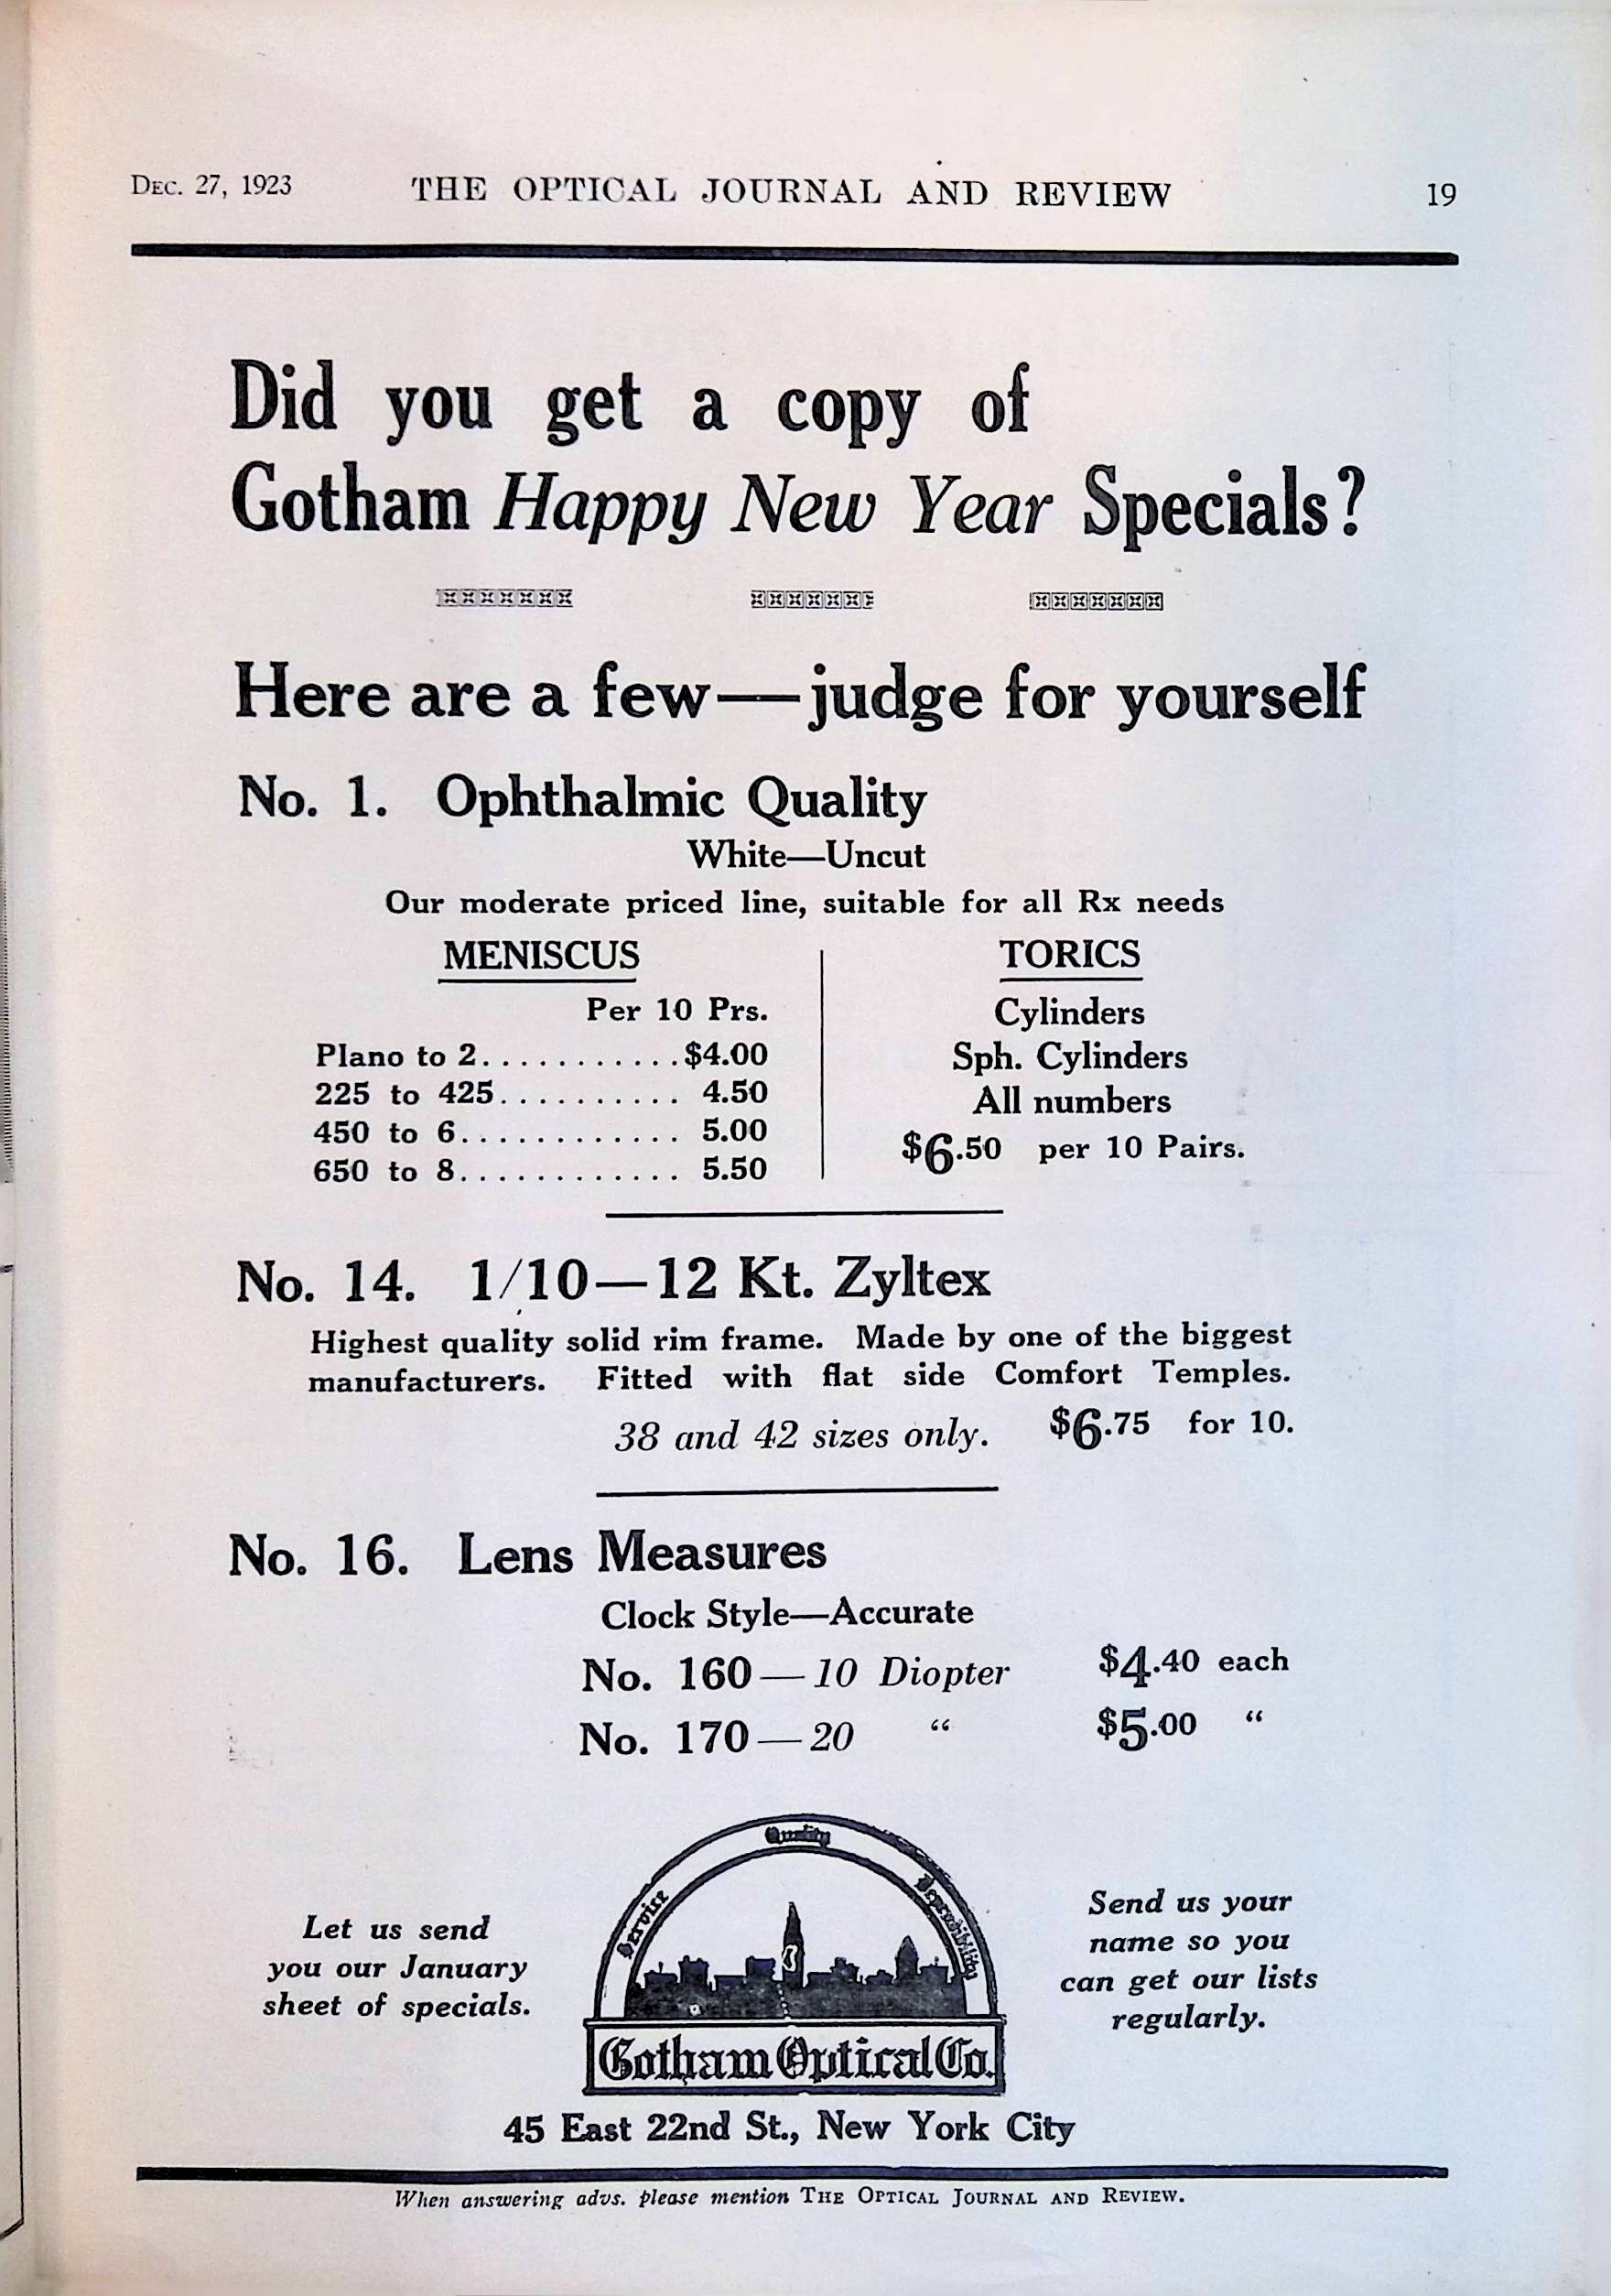 DEC. 27, 1923 THE OPTICAL JOURNAL AND REVIEW 19
Did you get a copy of
Gotham Happy New Year Specials?
Here are a few—judge for yourself
No. 1. Ophthalmic Quality
White—Uncut
Our moderate priced line, suitable for all Rx needs
MENISCUS
Per 10 Prs.
Plano to 2...........$4.00
225 to 425.......... 4.50
450 to 6............ 5.00
650 to 8............ 5.50
TORICS
Cylinders
Sph. Cylinders
All numbers
$6.50 per 10 Pairs.
No. 14. 1/10—12 Kt. Zyltex
Highest quality solid rim frame. Made by one of the biggest
manufacturers. Fitted with flat side Comfort Temples.
38 and 42 sizes only. $6.75 for 10.
No. 16. Lens Measures
Clock Style—Accurate
No. 160—10 Diopter $4.40 each
No. 170—20 “ $5.00 “
Let us send
you our January
sheet of specials.
Service Quality Dependibility
Gotham Optical Co.
Send us your
name so you
can get our lists
regularly.
45 East 22nd St., New York City
When answering advs. please mention THE OPTICAL JOURNAL AND REVIEW.